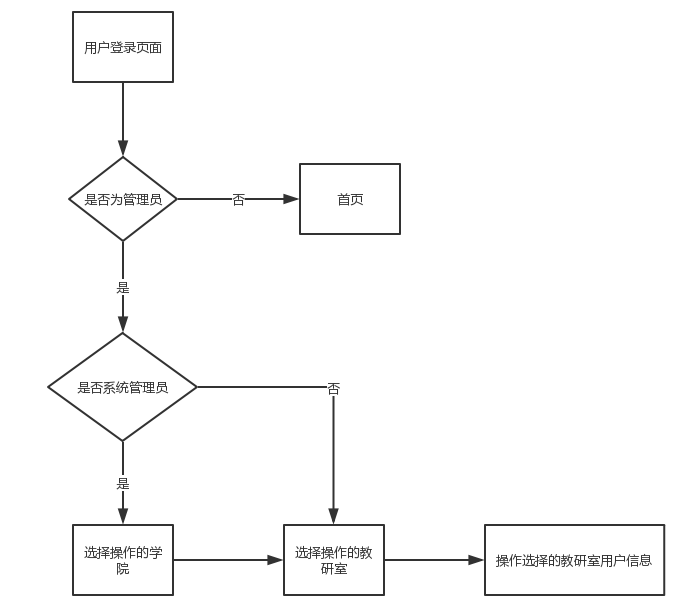 用户登录页面
是否为管理员
否
首页
是
是否系统管理员
否
是
选择操作的学
院
选择操作的教
研室
操作选择的教研室用户信息